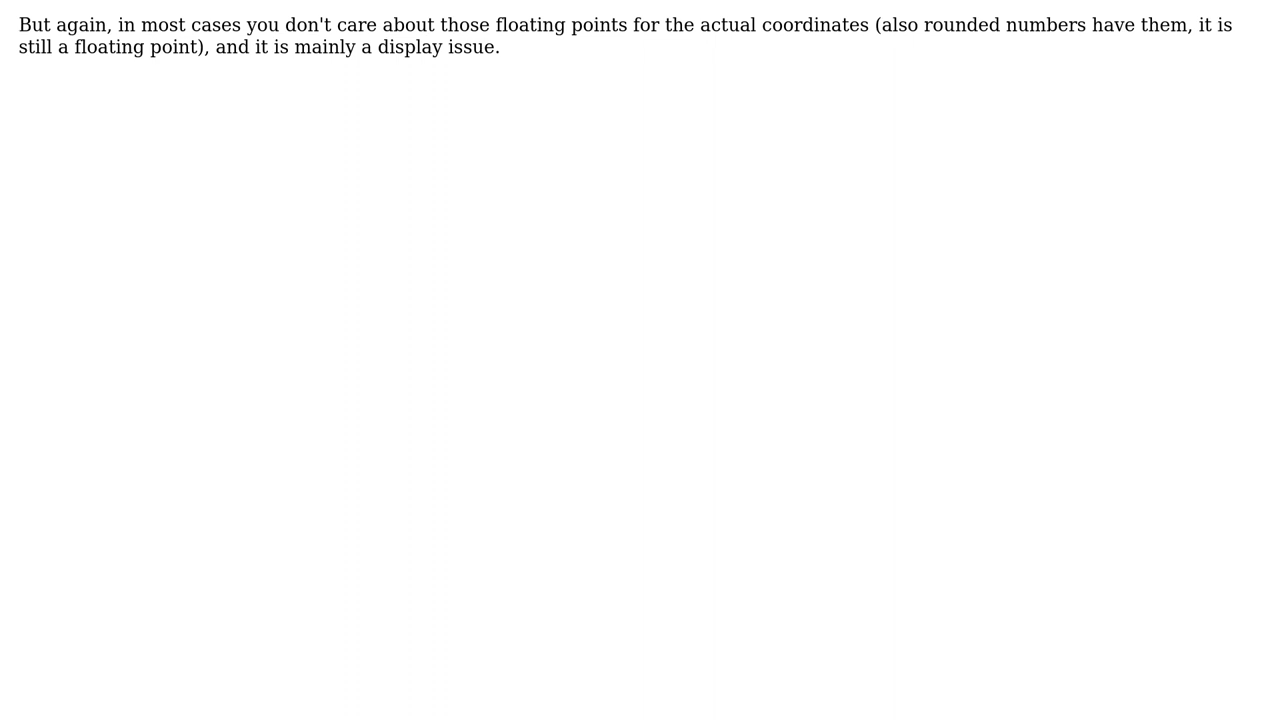 But again, in most cases you don't care about those floating points for the actual coordinates (also rounded numbers have them, it is
still a floating point), and it is mainly a display issue.